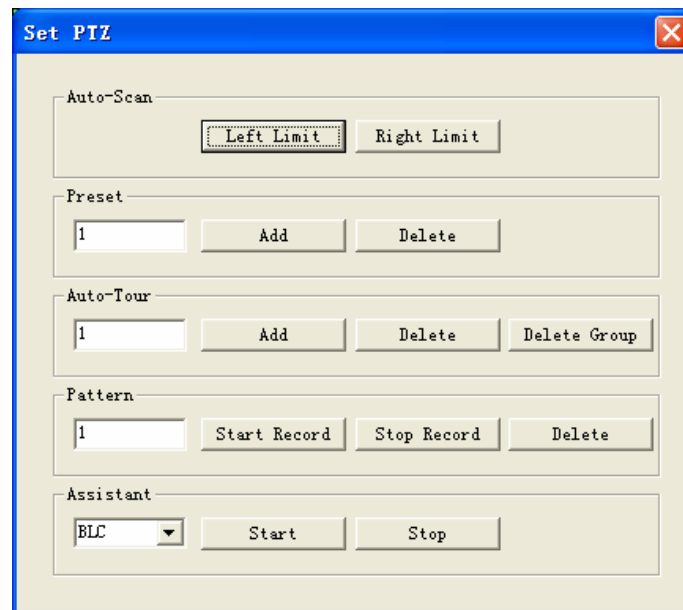 Set PTZ
Auto-Scan
Left Limit Right Limit
Preset
1 Add Delete
Auto-Tour
1 Add Delete Delete Group
Pattern
1 Start Record Stop Record Delete
Assistant
BLC Start Stop